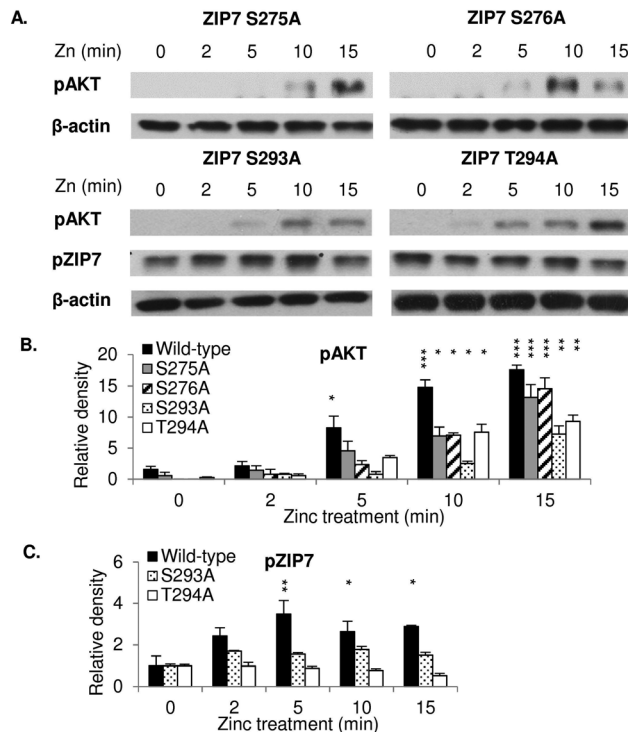 A.
ZIP7 S275A ZIP7 S276A
Zn (min) 0 2 5 10 15 0 2 5 10 15
pAKT
β-actin
ZIP7 S293A ZIP7 T294A
Zn (min) 0 2 5 10 15 0 2 5 10 15
pAKT
pZIP7
β-actin
B.
pAKT
Wild-type
S275A
S276A
S293A
T294A
*** * * * *
*** *** *** ** **
*
20
15
10
5
0
Relative density
0 2 5 10 15
Zinc treatment (min)
C.
pZIP7
Wild-type
S293A
T294A
** * *
6
4
2
0
Relative density
0 2 5 10 15
Zinc treatment (min)